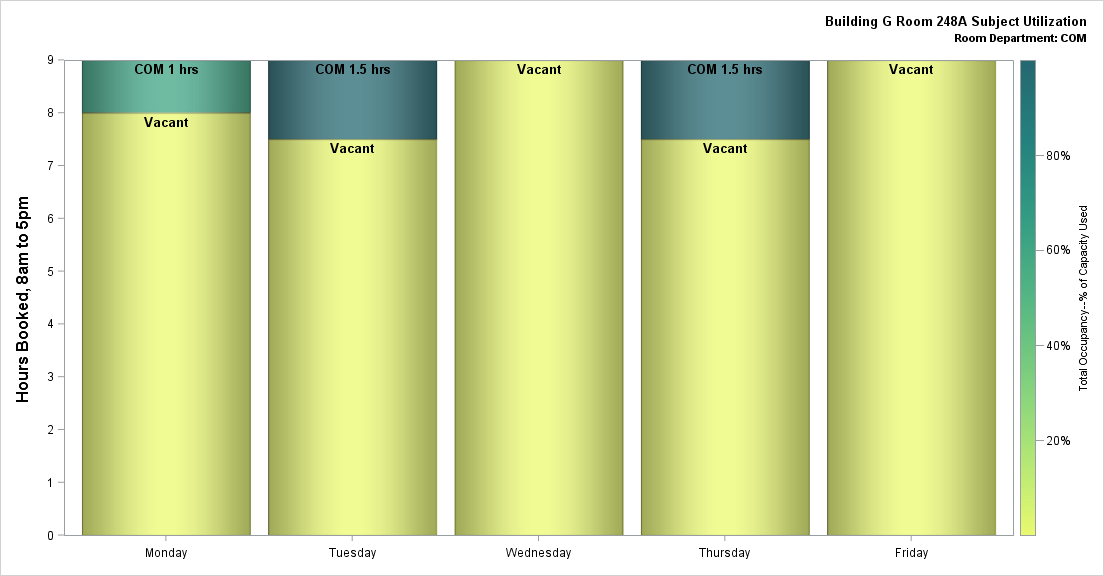 Building G Room 248A Subject Utilization
Room Department: COM
Hours Booked, 8am to 5pm
9
8
7
6
5
4
3
2
1
0
COM 1 hrs
Vacant
COM 1.5 hrs
Vacant
Vacant
COM 1.5 hrs
Vacant
Vacant
Monday
Tuesday
Wednesday
Thursday
Friday
80%
60%
40%
20%
Total Occupancy--% of Capacity Used